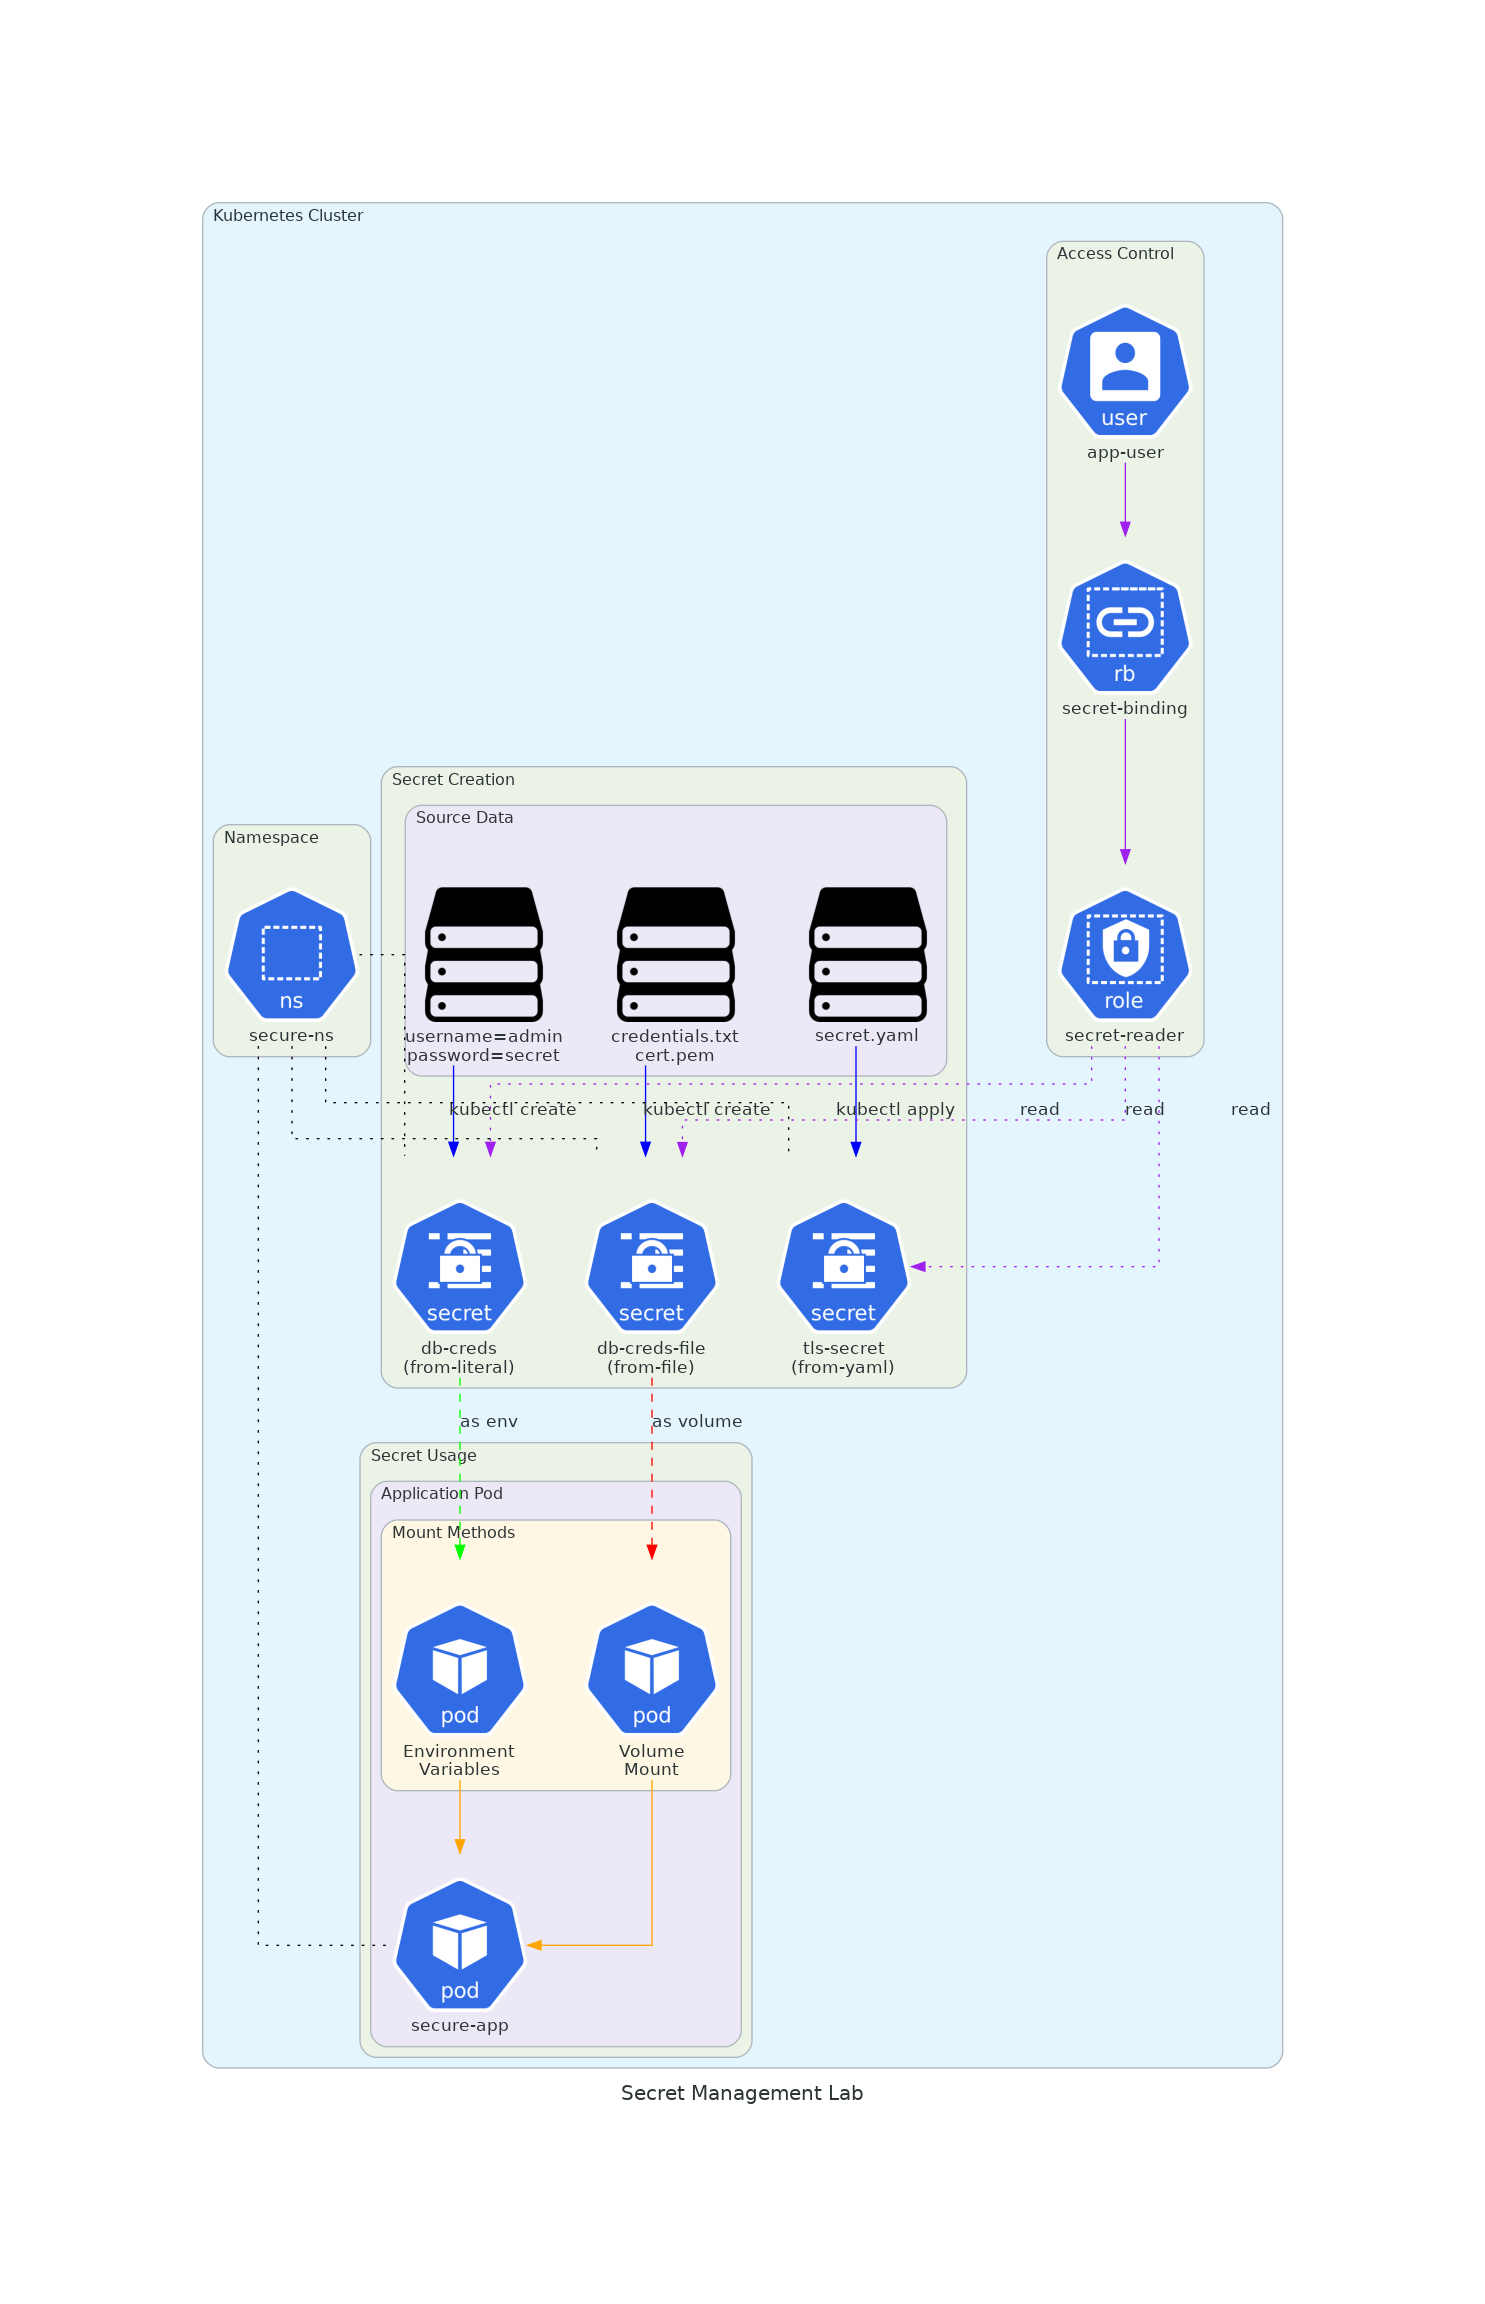 Kubernetes Cluster
Access Control
user
app-user
rb
secret-binding
Secret Creation
Source Data
Namespace
ns
secure-ns
username=admin
password=secret
credentials.txt
cert.pem
secret.yaml
role
secret-reader
kubectl create
kubectl create
kubectl apply
read
read
read
secret
db-creds
(from-literal)
secret
db-creds-file
(from-file)
secret
tls-secret
(from-yaml)
as env
as volume
Secret Usage
Application Pod
Mount Methods
pod
Environment
Variables
pod
Volume
Mount
pod
secure-app
Secret Management Lab